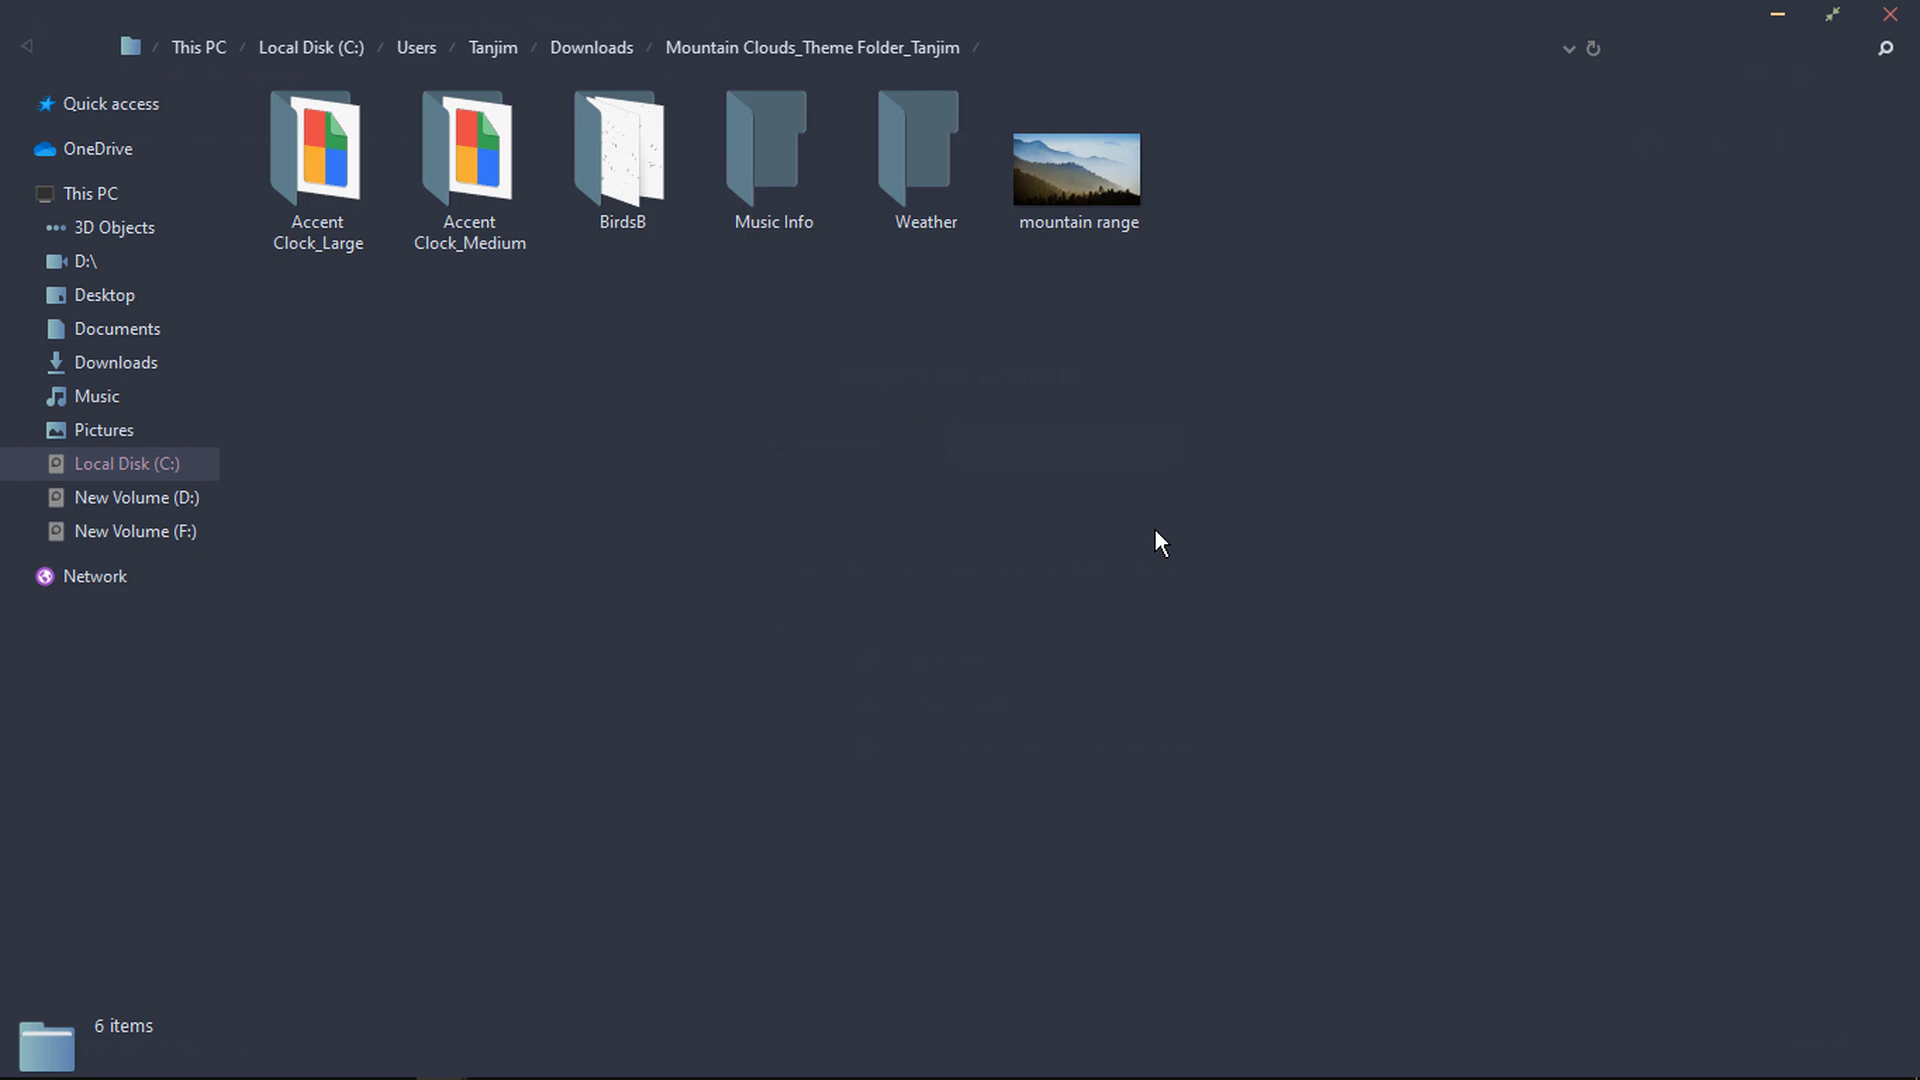 / This PC / Local Disk (C:) / Users / Tanjim / Downloads / Mountain Clouds_Theme Folder_Tanjim /
Quick access
OneDrive
This PC
3D Objects
D:\
Desktop
Documents
Downloads
Music
Pictures
Local Disk (C:)
New Volume (D:)
New Volume (F:)
Network
Accent
Clock_Large
Accent
Clock_Medium
BirdsB
Music Info
Weather
mountain range
6 items